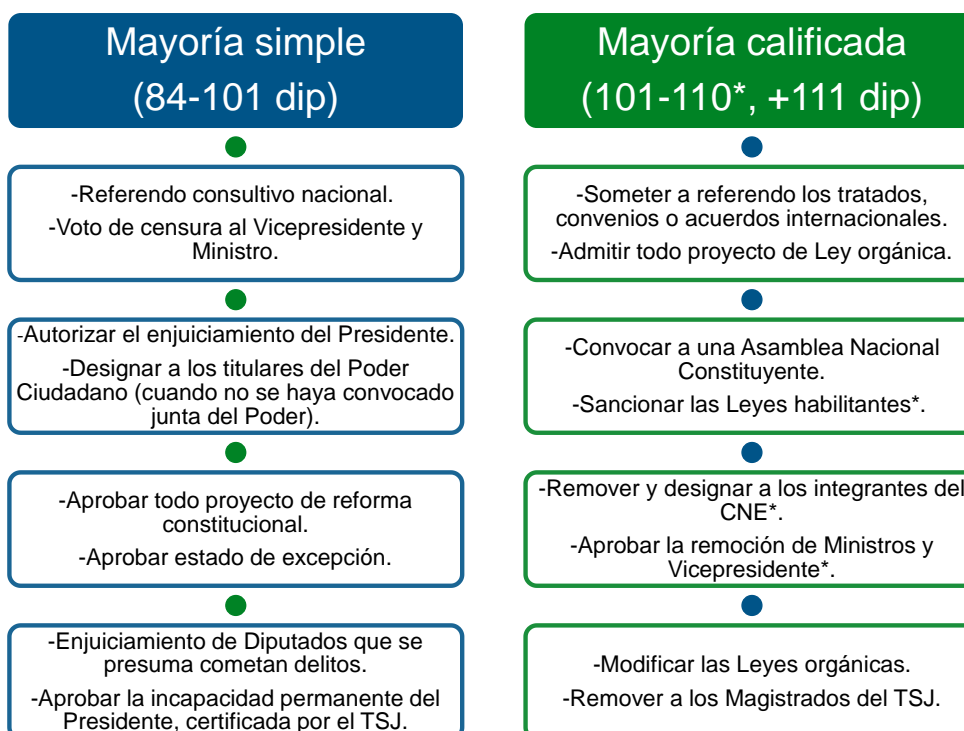 Mayoría simple
(84-101 dip)
-Referendo consultivo nacional.
-Voto de censura al Vicepresidente y
Ministro.
-Autorizar el enjuiciamiento del Presidente.
-Designar a los titulares del Poder
Ciudadano (cuando no se haya convocado
junta del Poder).
-Aprobar todo proyecto de reforma
constitucional.
-Aprobar estado de excepción.
-Enjuiciamiento de Diputados que se
presuma cometan delitos.
-Aprobar la incapacidad permanente del
Presidente, certificada por el TSJ.
Mayoría calificada
(101-110*, +111 dip)
-Someter a referendo los tratados,
convenios o acuerdos internacionales.
-Admitir todo proyecto de Ley orgánica.
-Convocar a una Asamblea Nacional
Constituyente.
-Sancionar las Leyes habilitantes*.
-Remover y designar a los integrantes del
CNE*.
-Aprobar la remoción de Ministros y
Vicepresidente*.
-Modificar las Leyes orgánicas.
-Remover a los Magistrados del TSJ.